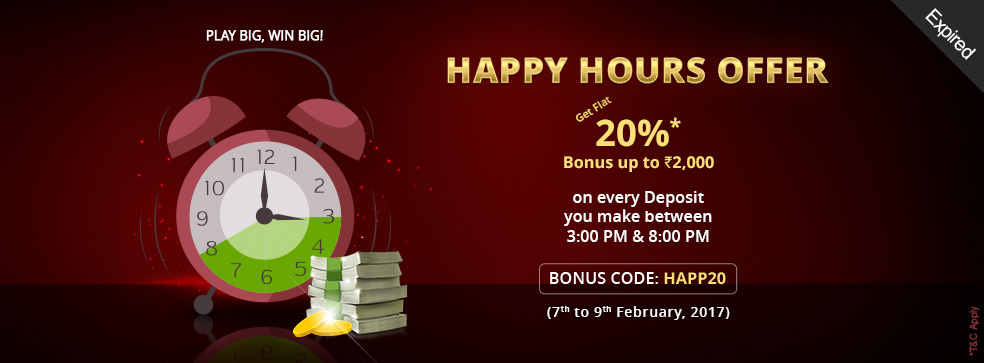 PLAY BIG, WIN BIG!
Expired
HAPPY HOURS OFFER
Get Flat
20%*
Bonus up to ₹2,000
on every Deposit
you make between
3:00 PM & 8:00 PM
BONUS CODE: HAPP20
(7th to 9th February, 2017)
*T&C Apply
12
1
2
3
4
5
6
7
8
9
10
11